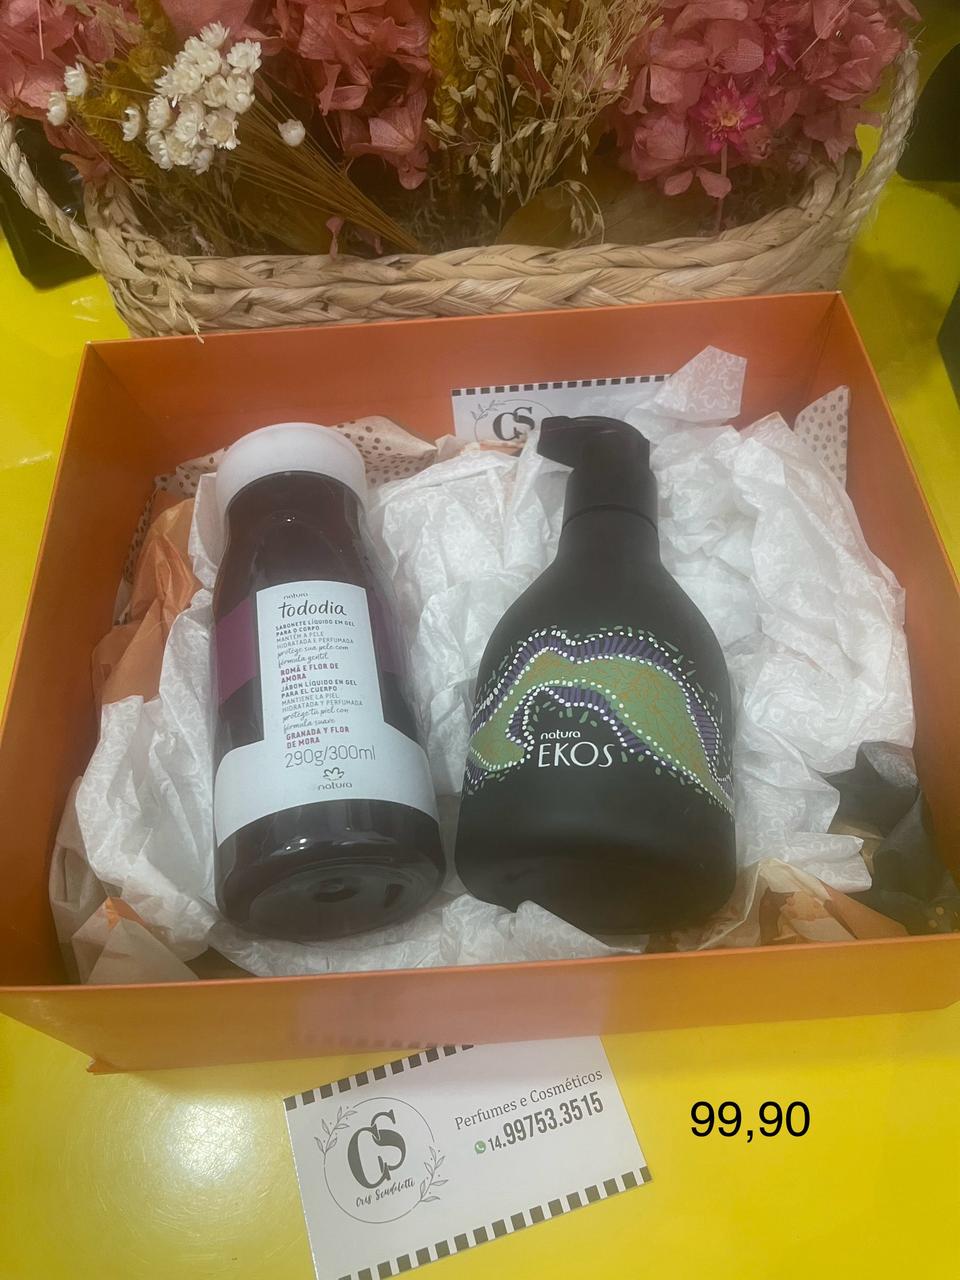 CS
natura
tododia
SABONETE LÍQUIDO EM GEL
PARA O CORPO
MANTÉM A PELE
HIDRATADA E PERFUMADA
protege sua pele com
fórmula gentil
ROMÃ E FLOR DE
AMORA
JABÓN LÍQUIDO EN GEL
PARA EL CUERPO
MANTIENE LA PIEL
HIDRATADA Y PERFUMADA
protege tu piel con
fórmula suave
GRANADA Y FLOR
DE MORA
290g/300ml
natura
natura
EKOS
CS
Cris Scudeletti
Perfumes e Cosméticos
14.99753.3515
99,90